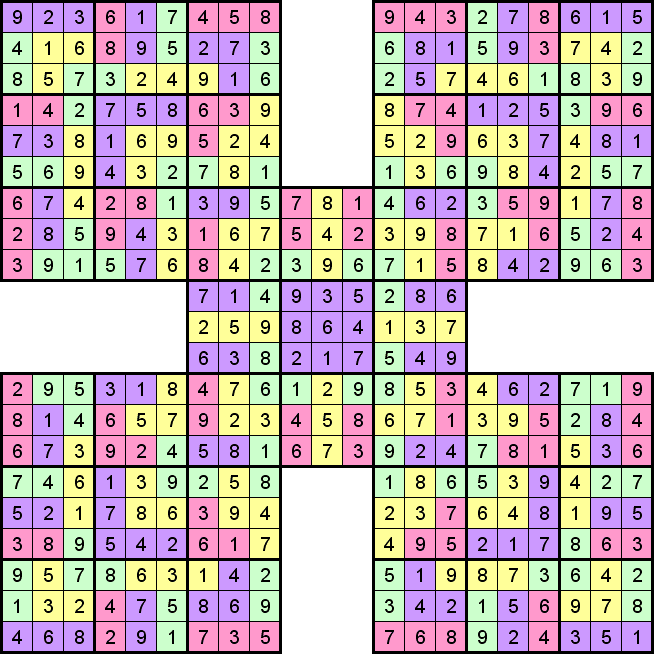 9 2 3 6 1 7 4 5 8 9 4 3 2 7 8 6 1 5
4 1 6 8 9 5 2 7 3 6 8 1 5 9 3 7 4 2
8 5 7 3 2 4 9 1 6 2 5 7 4 6 1 8 3 9
1 4 2 7 5 8 6 3 9 8 7 4 1 2 5 3 9 6
7 3 8 1 6 9 5 2 4 5 2 9 6 3 7 4 8 1
5 6 9 4 3 2 7 8 1 1 3 6 9 8 4 2 5 7
6 7 4 2 8 1 3 9 5 7 8 1 4 6 2 3 5 9 1 7 8
2 8 5 9 4 3 1 6 7 5 4 2 3 9 8 7 1 6 5 2 4
3 9 1 5 7 6 8 4 2 3 9 6 7 1 5 8 4 2 9 6 3
7 1 4 9 3 5 2 8 6
2 5 9 8 6 4 1 3 7
6 3 8 2 1 7 5 4 9
2 9 5 3 1 8 4 7 6 1 2 9 8 5 3 4 6 2 7 1 9
8 1 4 6 5 7 9 2 3 4 5 8 6 7 1 3 9 5 2 8 4
6 7 3 9 2 4 5 8 1 6 7 3 9 2 4 7 8 1 5 3 6
7 4 6 1 3 9 2 5 8 1 8 6 5 3 9 4 2 7
5 2 1 7 8 6 3 9 4 2 3 7 6 4 8 1 9 5
3 8 9 5 4 2 6 1 7 4 9 5 2 1 7 8 6 3
9 5 7 8 6 3 1 4 2 5 1 9 8 7 3 6 4 2
1 3 2 4 7 5 8 6 9 3 4 2 1 5 6 9 7 8
4 6 8 2 9 1 7 3 5 7 6 8 9 2 4 3 5 1